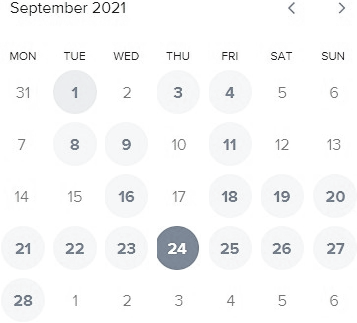 September 2021
MON TUE WED THU FRI SAT SUN
31 1 2 3 4 5 6
7 8 9 10 11 12 13
14 15 16 17 18 19 20
21 22 23 24 25 26 27
28 1 2 3 4 5 6